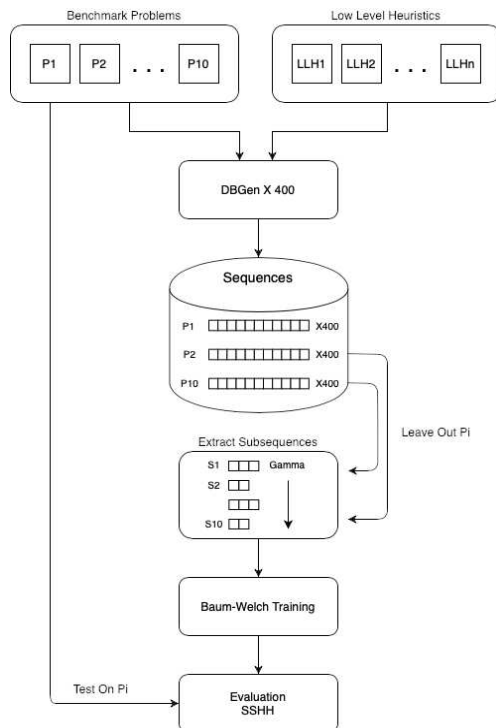 Benchmark Problems
Low Level Heuristics
P1 P2 . . . P10
LLH1 LLH2 . . . LLHn
DBGen X 400
Sequences
P1 X400
P2 X400
P10 X400
Leave Out Pi
Extract Subsequences
S1 Gamma
S2
S10
Baum-Welch Training
Test On Pi
Evaluation
SSHH